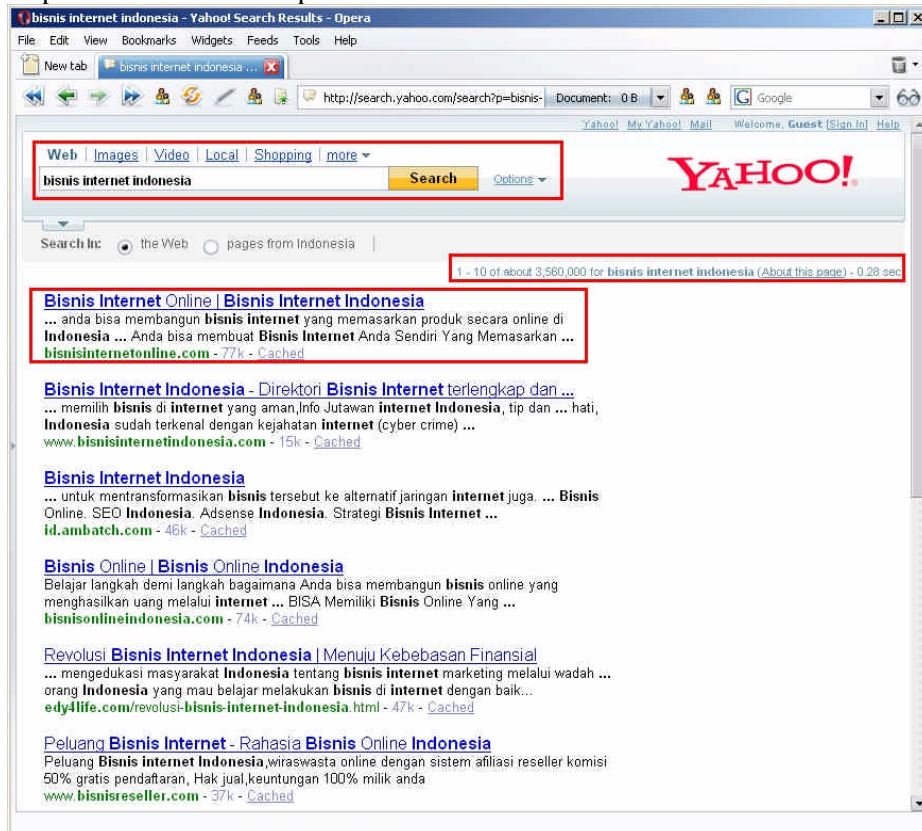 bisnis internet indonesia - Yahoo! Search Results - Opera
File Edit View Bookmarks Widgets Feeds Tools Help
New tab bisnis internet indonesia ...
http://search.yahoo.com/search?p=bisnis- Document: 0 B Google
Yahoo! My Yahoo! Mail Welcome, Guest [Sign In] Help
Web | Images | Video | Local | Shopping | more
bisnis internet indonesia Search Options
YAHOO!
Search In: the Web pages from Indonesia
1 - 10 of about 3,560,000 for bisnis internet indonesia (About this page) - 0.28 sec
Bisnis Internet Online | Bisnis Internet Indonesia
... anda bisa membangun bisnis internet yang memasarkan produk secara online di
Indonesia ... Anda bisa membuat Bisnis Internet Anda Sendiri Yang Memasarkan ...
bisnisinternetonline.com - 77k - Cached
Bisnis Internet Indonesia - Direktori Bisnis Internet terlengkap dan ...
... memilih bisnis di internet yang aman,Info Jutawan internet Indonesia, tip dan ... hati,
Indonesia sudah terkenal dengan kejahatan internet (cyber crime) ...
www.bisnisinternetindonesia.com - 15k - Cached
Bisnis Internet Indonesia
... untuk mentransformasikan bisnis tersebut ke alternatif jaringan internet juga. ... Bisnis
Online. SEO Indonesia. Adsense Indonesia. Strategi Bisnis Internet ...
id.ambatch.com - 46k - Cached
Bisnis Online | Bisnis Online Indonesia
Belajar langkah demi langkah bagaimana Anda bisa membangun bisnis online yang
menghasilkan uang melalui internet ... BISA Memiliki Bisnis Online Yang ...
bisnisonlineindonesia.com - 74k - Cached
Revolusi Bisnis Internet Indonesia | Menuju Kebebasan Finansial
... mengedukasi masyarakat Indonesia tentang bisnis internet marketing melalui wadah ...
orang Indonesia yang mau belajar melakukan bisnis di internet dengan baik...
edy4life.com/revolusi-bisnis-internet-indonesia.html - 47k - Cached
Peluang Bisnis Internet - Rahasia Bisnis Online Indonesia
Peluang Bisnis internet Indonesia,wiraswasta online dengan sistem afiliasi reseller komisi
50% gratis pendaftaran, Hak jual,keuntungan 100% milik anda
www.bisnisreseller.com - 37k - Cached